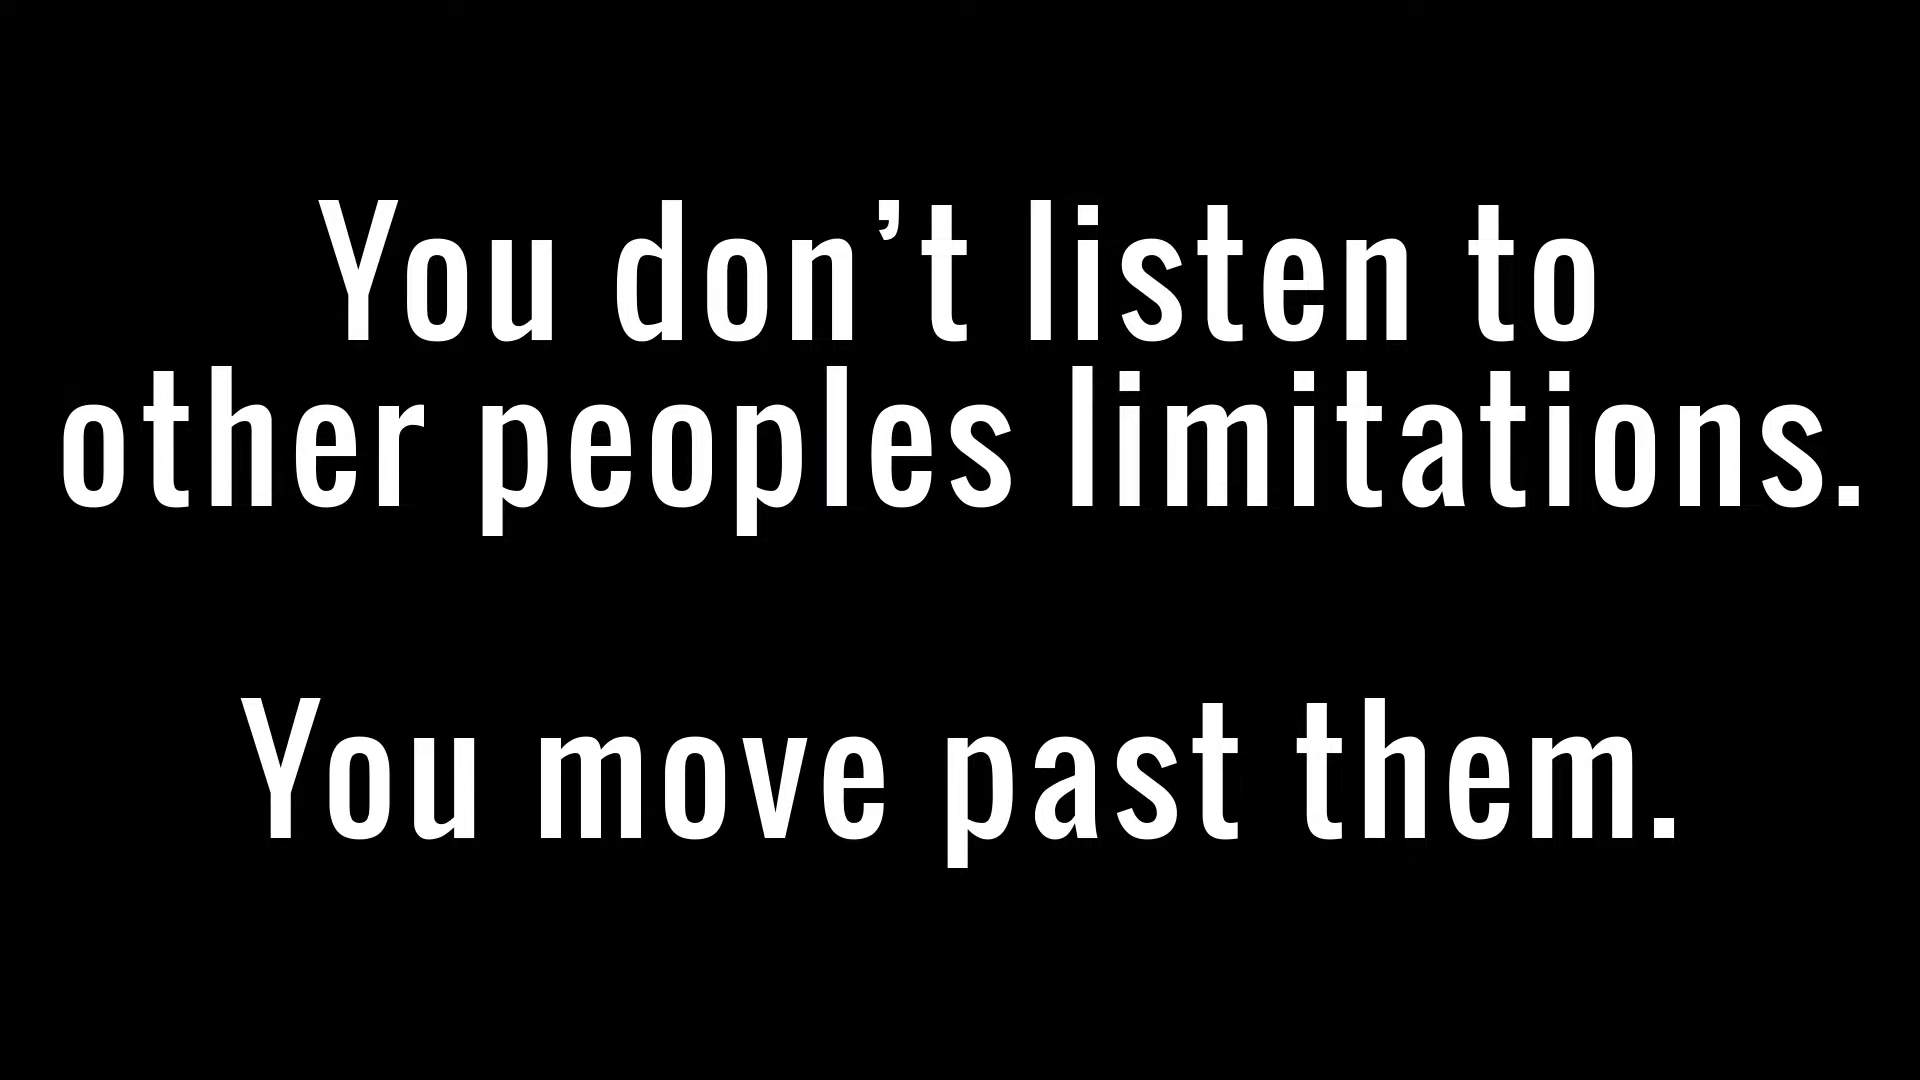 You don’t listen to
other peoples limitations.
You move past them.